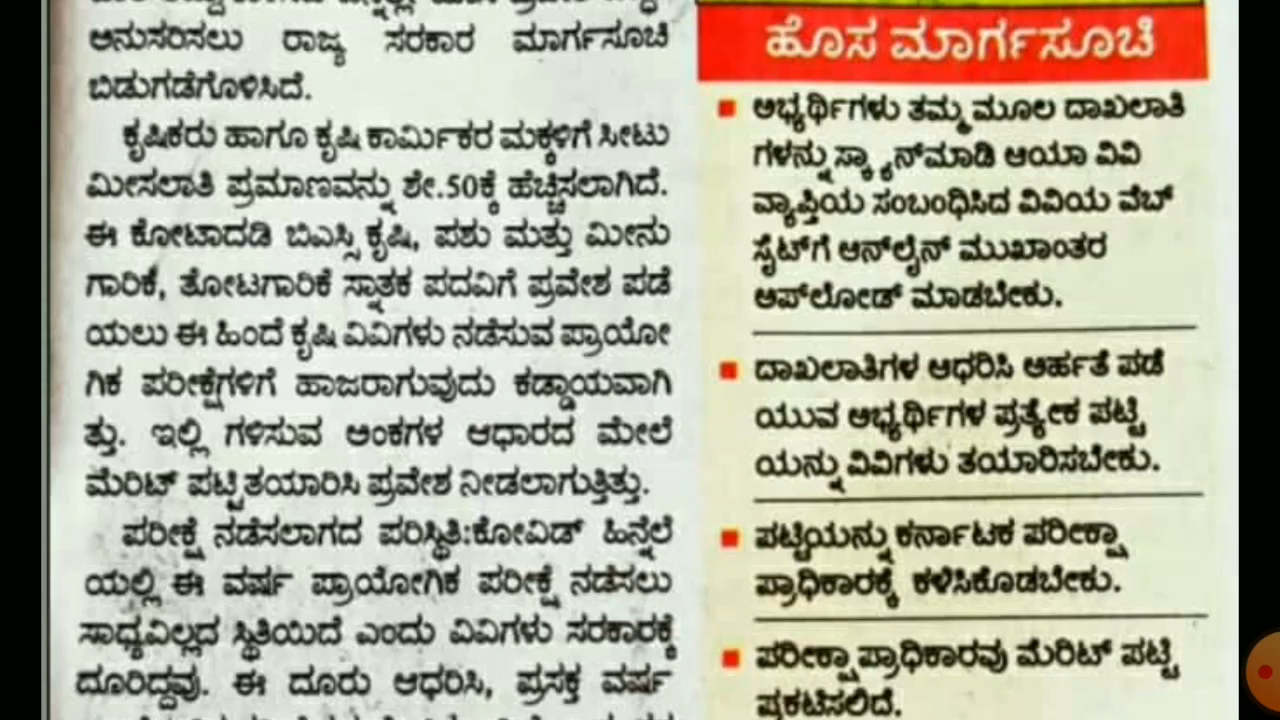 ಅನುಸರಿಸಲು ರಾಜ್ಯ ಸರಕಾರ ಮಾರ್ಗಸೂಚಿ
ಬಿಡುಗಡೆಗೊಳಿಸಿದೆ.
ಕೃಷಿಕರು ಹಾಗೂ ಕೃಷಿ ಕಾರ್ಮಿಕರ ಮಕ್ಕಳಿಗೆ ಸೀಟು
ಮೀಸಲಾತಿ ಪ್ರಮಾಣವನ್ನು ಶೇ.50ಕ್ಕೆ ಹೆಚ್ಚಿಸಲಾಗಿದೆ.
ಈ ಕೋಟಾದಡಿ ಬಿಎಸ್ಸಿ ಕೃಷಿ, ಪಶು ಮತ್ತು ಮೀನು
ಗಾರಿಕೆ, ತೋಟಗಾರಿಕೆ ಸ್ನಾತಕ ಪದವಿಗೆ ಪ್ರವೇಶ ಪಡೆ
ಯಲು ಈ ಹಿಂದೆ ಕೃಷಿ ವಿವಿಗಳು ನಡೆಸುವ ಪ್ರಾಯೋ
ಗಿಕ ಪರೀಕ್ಷೆಗಳಿಗೆ ಹಾಜರಾಗುವುದು ಕಡ್ಡಾಯವಾಗಿ
ತ್ತು. ಇಲ್ಲಿ ಗಳಿಸುವ ಅಂಕಗಳ ಆಧಾರದ ಮೇಲೆ
ಮೆರಿಟ್ ಪಟ್ಟಿ ತಯಾರಿಸಿ ಪ್ರವೇಶ ನೀಡಲಾಗುತ್ತಿತ್ತು.
ಪರೀಕ್ಷೆ ನಡೆಸಲಾಗದ ಪರಿಸ್ಥಿತಿ:ಕೋವಿಡ್ ಹಿನ್ನೆಲೆ
ಯಲ್ಲಿ ಈ ವರ್ಷ ಪ್ರಾಯೋಗಿಕ ಪರೀಕ್ಷೆ ನಡೆಸಲು
ಸಾಧ್ಯವಿಲ್ಲದ ಸ್ಥಿತಿಯಿದೆ ಎಂದು ವಿವಿಗಳು ಸರಕಾರಕ್ಕೆ
ದೂರಿದ್ದವು. ಈ ದೂರು ಆಧರಿಸಿ, ಪ್ರಸಕ್ತ ವರ್ಷ
ಹೊಸ ಮಾರ್ಗಸೂಚಿ
ಅಭ್ಯರ್ಥಿಗಳು ತಮ್ಮ ಮೂಲ ದಾಖಲಾತಿ
ಗಳನ್ನು ಸ್ಕ್ಯಾನ್‌ಮಾಡಿ ಆಯಾ ವಿವಿ
ವ್ಯಾಪ್ತಿಯ ಸಂಬಂಧಿಸಿದ ವಿವಿಯ ವೆಬ್
ಸೈಟ್‌ಗೆ ಆನ್‌ಲೈನ್ ಮುಖಾಂತರ
ಅಪ್‌ಲೋಡ್ ಮಾಡಬೇಕು.
ದಾಖಲಾತಿಗಳ ಆಧರಿಸಿ ಅರ್ಹತೆ ಪಡೆ
ಯುವ ಅಭ್ಯರ್ಥಿಗಳ ಪ್ರತ್ಯೇಕ ಪಟ್ಟಿ
ಯನ್ನು ವಿವಿಗಳು ತಯಾರಿಸಬೇಕು.
ಪಟ್ಟಿಯನ್ನು ಕರ್ನಾಟಕ ಪರೀಕ್ಷಾ
ಪ್ರಾಧಿಕಾರಕ್ಕೆ ಕಳಿಸಿಕೊಡಬೇಕು.
ಪರೀಕ್ಷಾ ಪ್ರಾಧಿಕಾರವು ಮೆರಿಟ್ ಪಟ್ಟಿ
ಪ್ರಕಟಿಸಲಿದೆ.